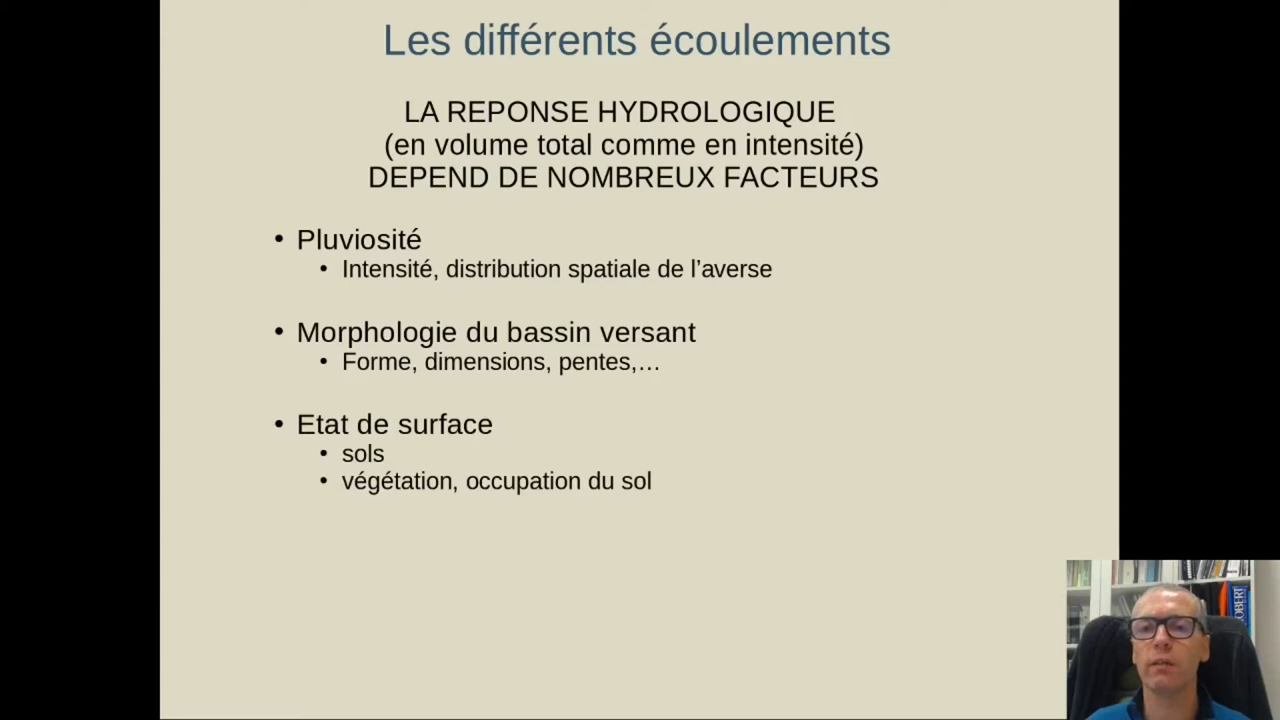 Les différents écoulements
LA REPONSE HYDROLOGIQUE
(en volume total comme en intensité)
DEPEND DE NOMBREUX FACTEURS
• Pluviosité
• Intensité, distribution spatiale de l’averse
• Morphologie du bassin versant
• Forme, dimensions, pentes,…
• Etat de surface
• sols
• végétation, occupation du sol